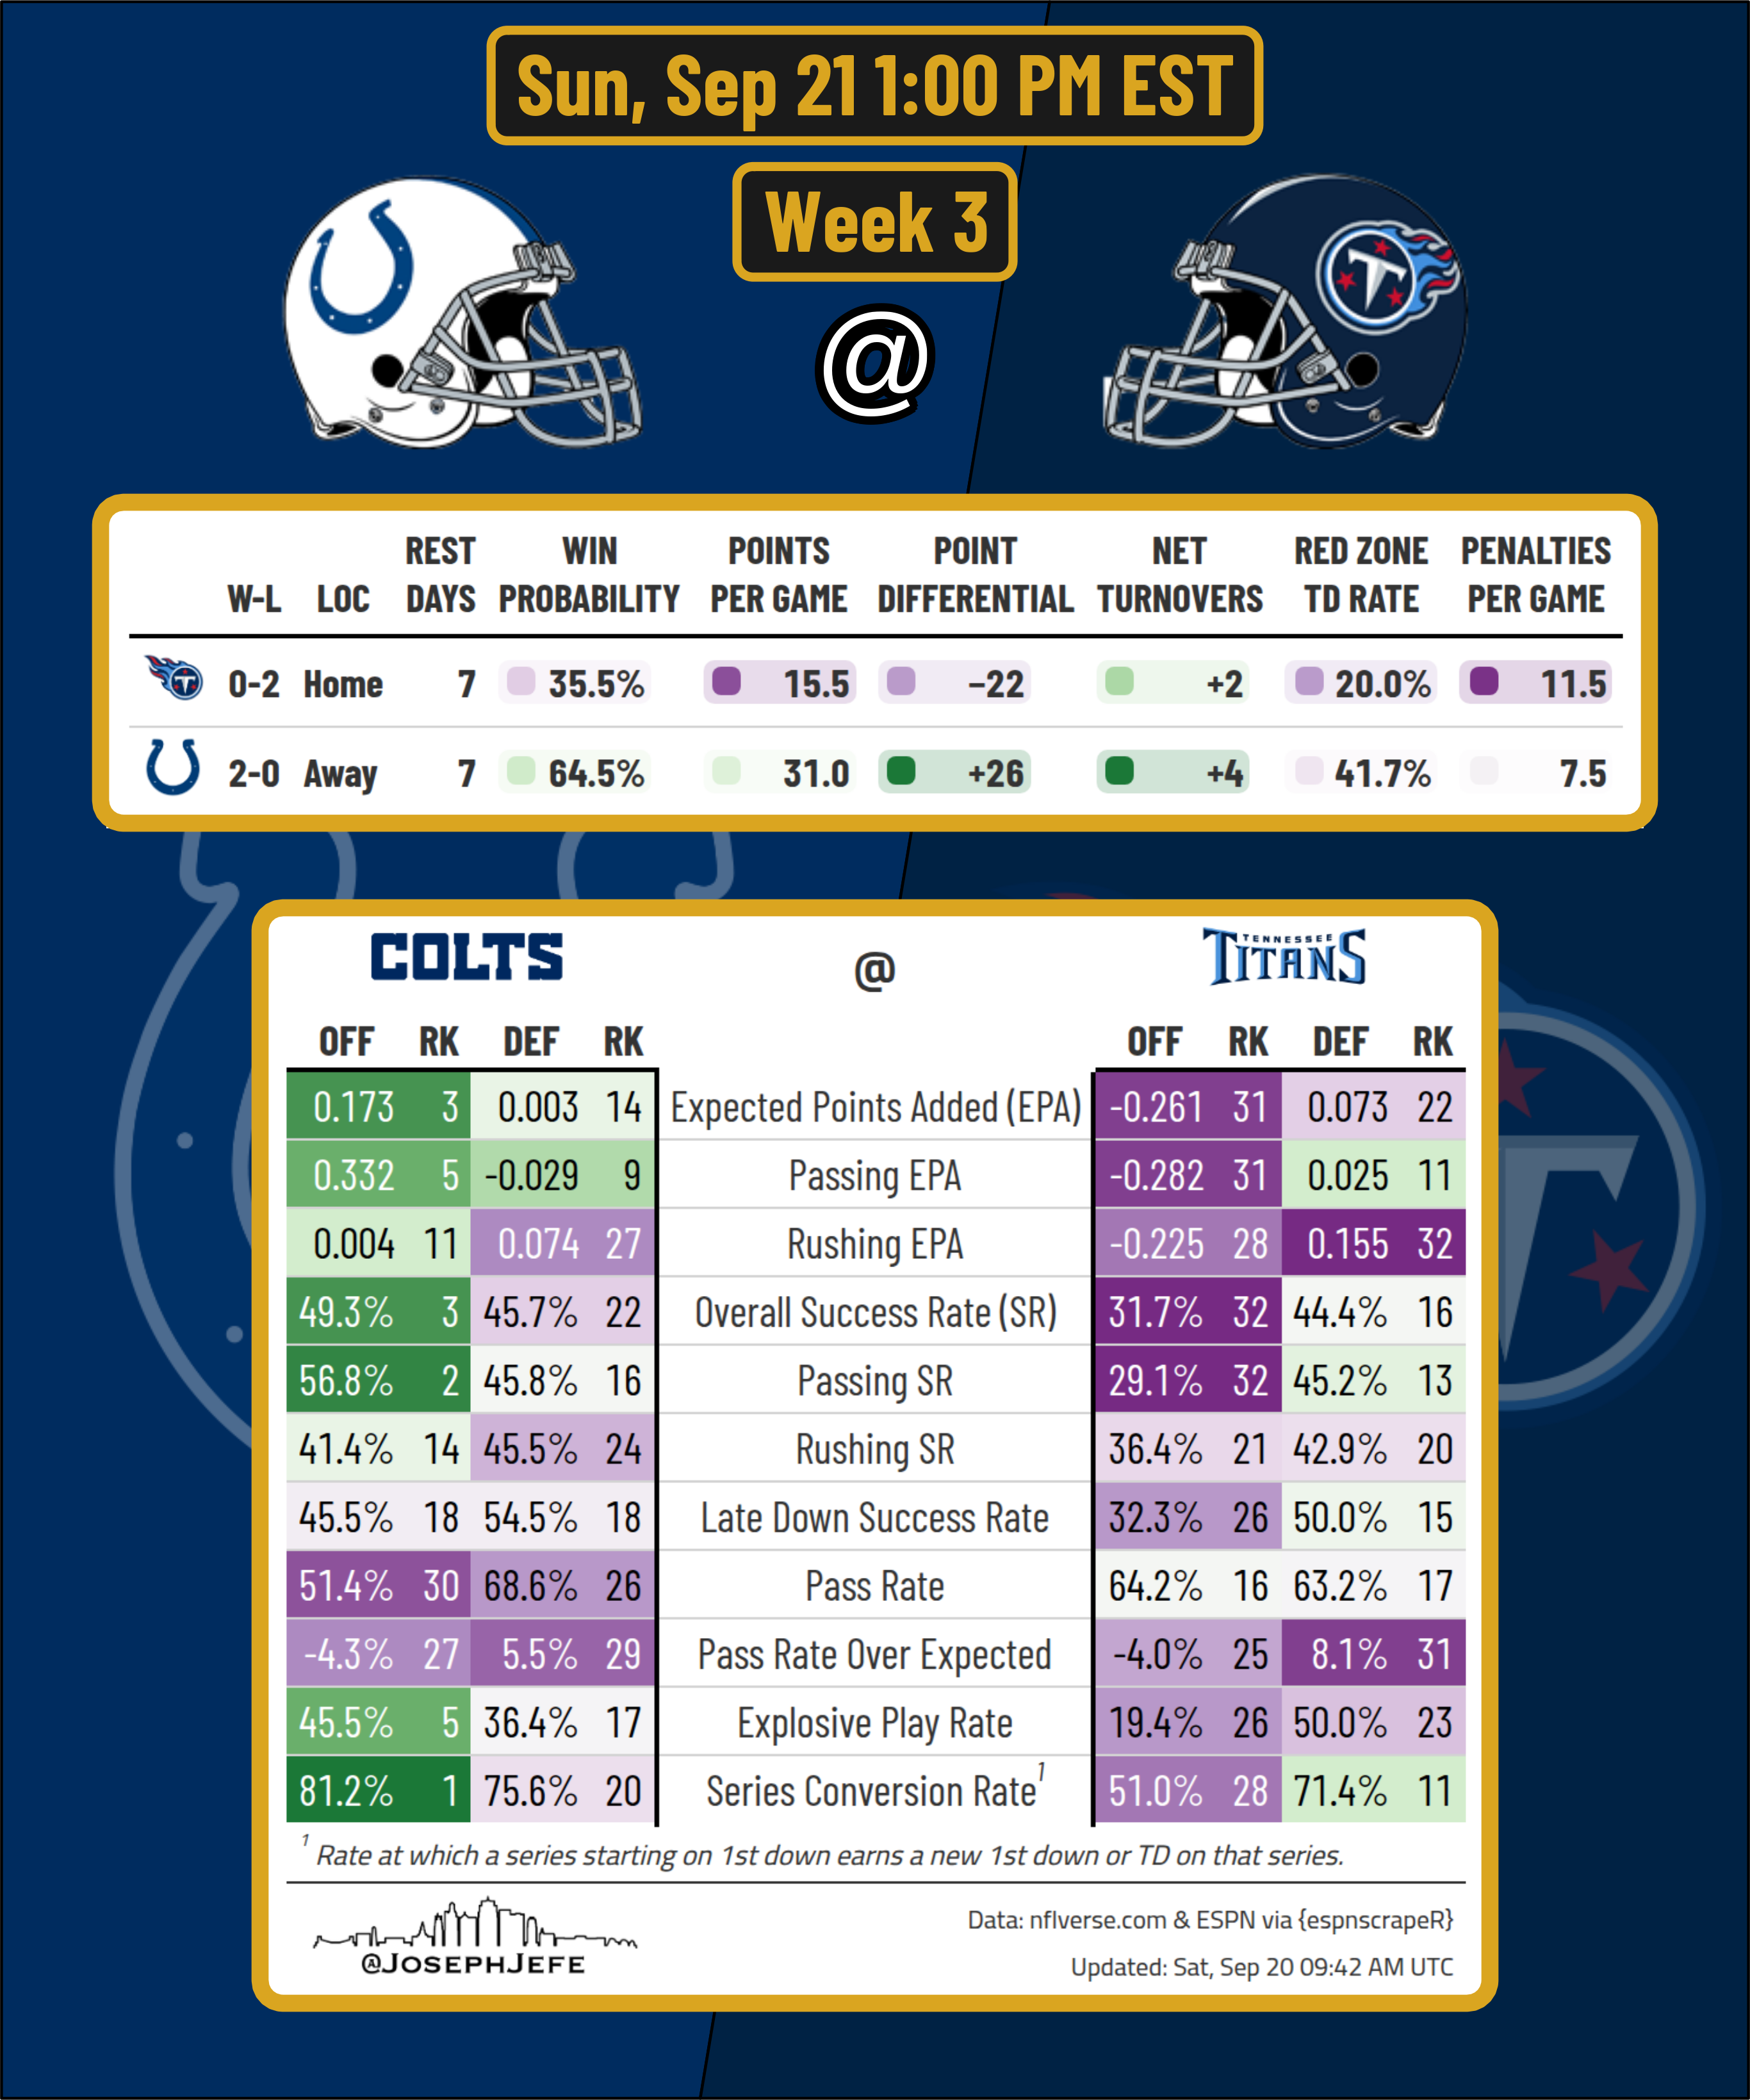 Sun, Sep 21 1:00 PM EST
Week 3
@
W-L LOC REST DAYS WIN PROBABILITY POINTS PER GAME POINT DIFFERENTIAL NET TURNOVERS RED ZONE TD RATE PENALTIES PER GAME
0-2 Home 7 35.5% 15.5 −22 +2 20.0% 11.5
2-0 Away 7 64.5% 31.0 +26 +4 41.7% 7.5
COLTS @ TENNESSEE TITANS
OFF RK DEF RK OFF RK DEF RK
0.173 3 0.003 14 Expected Points Added (EPA) -0.261 31 0.073 22
0.332 5 -0.029 9 Passing EPA -0.282 31 0.025 11
0.004 11 0.074 27 Rushing EPA -0.225 28 0.155 32
49.3% 3 45.7% 22 Overall Success Rate (SR) 31.7% 32 44.4% 16
56.8% 2 45.8% 16 Passing SR 29.1% 32 45.2% 13
41.4% 14 45.5% 24 Rushing SR 36.4% 21 42.9% 20
45.5% 18 54.5% 18 Late Down Success Rate 32.3% 26 50.0% 15
51.4% 30 68.6% 26 Pass Rate 64.2% 16 63.2% 17
-4.3% 27 5.5% 29 Pass Rate Over Expected -4.0% 25 8.1% 31
45.5% 5 36.4% 17 Explosive Play Rate 19.4% 26 50.0% 23
81.2% 1 75.6% 20 Series Conversion Rate¹ 51.0% 28 71.4% 11
¹ Rate at which a series starting on 1st down earns a new 1st down or TD on that series.
@JOSEPHJEFE
Data: nflverse.com & ESPN via {espnscrapeR}
Updated: Sat, Sep 20 09:42 AM UTC